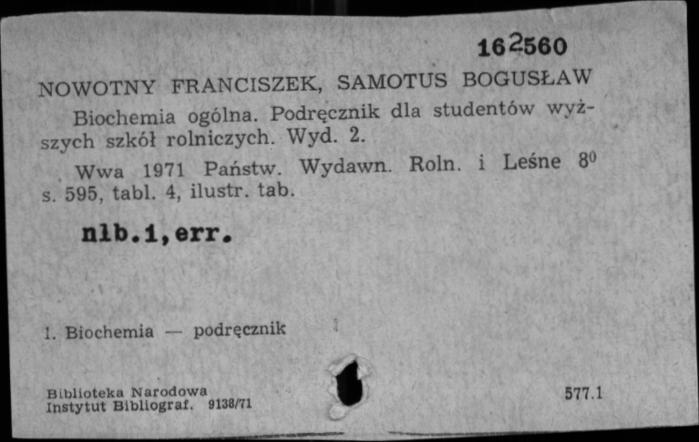 162560
NOWOTNY FRANCISZEK, SAMOTUS BOGUSŁAW
Biochemia ogólna. Podręcznik dla studentów wyż-
szych szkół rolniczych. Wyd. 2.
Wwa 1971 Państw. Wydawn. Roln. i Leśne 8⁰
s. 595, tabl. 4, ilustr. tab.
nlb.1,err.
1. Biochemia — podręcznik
Biblioteka Narodowa
Instytut Bibliograf. 9138/71
577.1